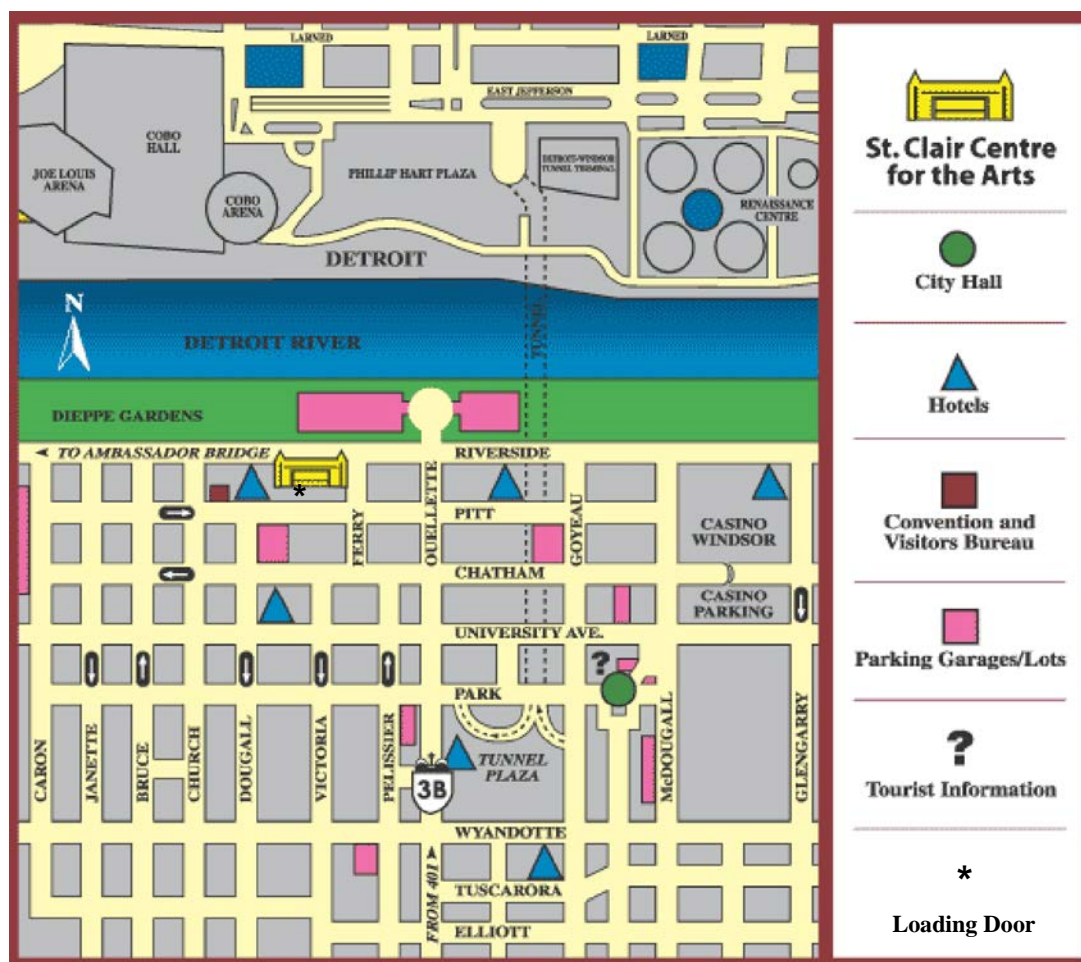 LARNED
LARNED
EAST JEFFERSON
COBO
HALL
JOE LOUIS
ARENA
COBO
ARENA
PHILLIP HART PLAZA
DETROIT-WINDSOR
TUNNEL TERMINAL
RENAISSANCE
CENTRE
DETROIT
N
TUNNEL
DETROIT RIVER
DIEPPE GARDENS
TO AMBASSADOR BRIDGE
RIVERSIDE
*
PITT
FERRY
OUELLETTE
GOYEAU
CASINO
WINDSOR
CHATHAM
CASINO
PARKING
UNIVERSITY AVE.
?
PARK
CARON
JANETTE
BRUCE
CHURCH
DOUGALL
VICTORIA
PELISSIER
3B
TUNNEL
PLAZA
McDOUGALL
GLENGARRY
WYANDOTTE
FROM 401
TUSCARORA
ELLIOTT
St. Clair Centre
for the Arts
City Hall
Hotels
Convention and
Visitors Bureau
Parking Garages/Lots
?
Tourist Information
*
Loading Door